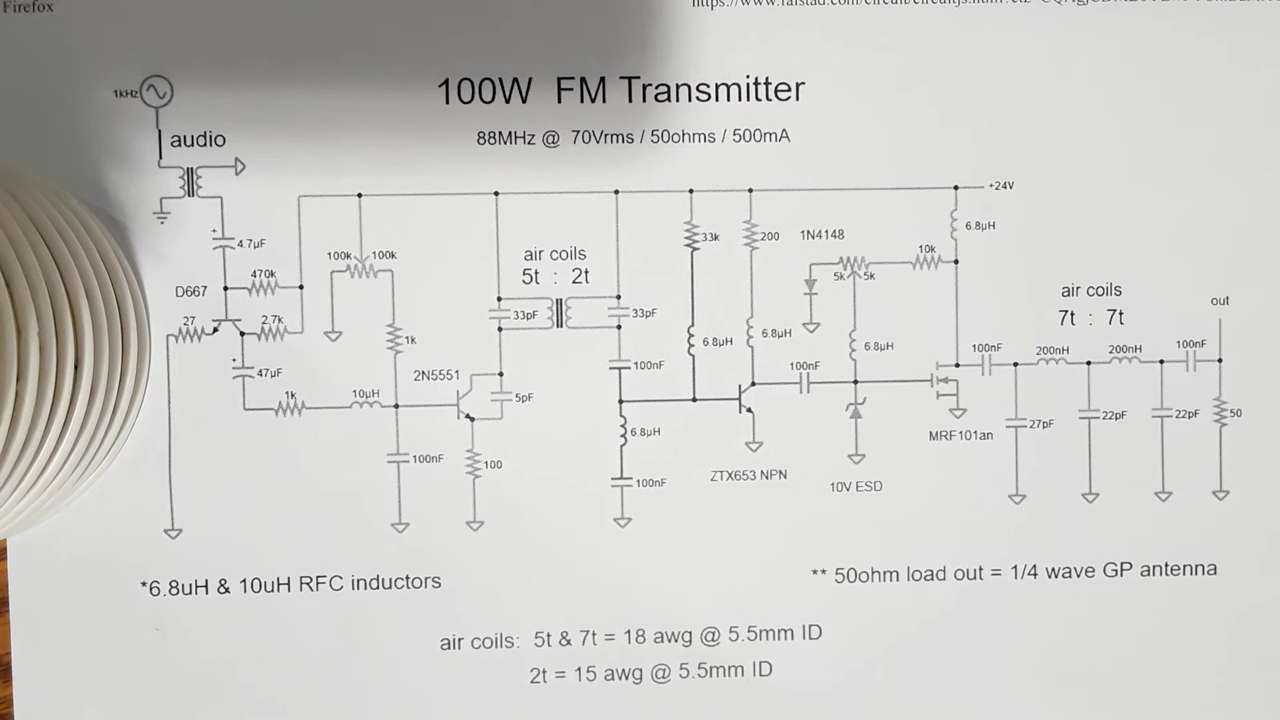 Firefox
100W FM Transmitter
88MHz @ 70Vrms / 50ohms / 500mA
1kHz
audio
+24V
4.7µF
100k
100k
33k
200
1N4148
10k
6.8µH
470k
D667
27
2.7k
air coils
5t : 2t
33pF
33pF
5k
5k
air coils
7t : 7t
out
1k
6.8µH
6.8µH
6.8µH
100nF
200nH
200nH
100nF
47µF
1k
10µH
2N5551
5pF
100nF
100nF
MRF101an
27pF
22pF
22pF
50
6.8µH
100nF
100
100nF
ZTX653 NPN
10V ESD
*6.8uH & 10uH RFC inductors
** 50ohm load out = 1/4 wave GP antenna
air coils: 5t & 7t = 18 awg @ 5.5mm ID
2t = 15 awg @ 5.5mm ID